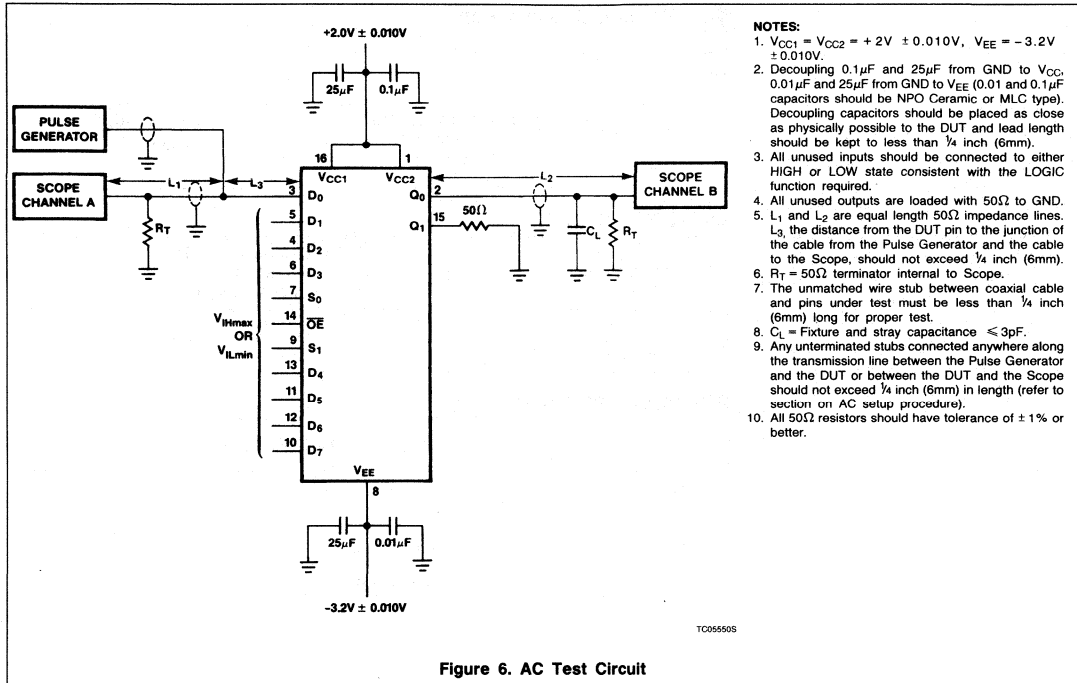 +2.0V ± 0.010V
25μF
0.1μF
PULSE
GENERATOR
SCOPE
CHANNEL A
L1
L3
RT
16
1
VCC1
VCC2
3
D0
5
D1
4
D2
6
D3
7
S0
14
OE
9
S1
13
D4
11
D5
12
D6
10
D7
VIHmax
OR
VILmin
Q0
2
Q1
15
50Ω
L2
SCOPE
CHANNEL B
CL
RT
VEE
8
25μF
0.01μF
-3.2V ± 0.010V
NOTES:
1. VCC1 = VCC2 = + 2V ± 0.010V, VEE = - 3.2V
± 0.010V.
2. Decoupling 0.1μF and 25μF from GND to VCC,
0.01μF and 25μF from GND to VEE (0.01 and 0.1μF
capacitors should be NPO Ceramic or MLC type).
Decoupling capacitors should be placed as close
as physically possible to the DUT and lead length
should be kept to less than ¼ inch (6mm).
3. All unused inputs should be connected to either
HIGH or LOW state consistent with the LOGIC
function required.
4. All unused outputs are loaded with 50Ω to GND.
5. L1 and L2 are equal length 50Ω impedance lines.
L3, the distance from the DUT pin to the junction of
the cable from the Pulse Generator and the cable
to the Scope, should not exceed ¼ inch (6mm).
6. RT = 50Ω terminator internal to Scope.
7. The unmatched wire stub between coaxial cable
and pins under test must be less than ¼ inch
(6mm) long for proper test.
8. CL = Fixture and stray capacitance ⩽ 3pF.
9. Any unterminated stubs connected anywhere along
the transmission line between the Pulse Generator
and the DUT or between the DUT and the Scope
should not exceed ¼ inch (6mm) in length (refer to
section on AC setup procedure).
10. All 50Ω resistors should have tolerance of ± 1% or
better.
TC05550S
Figure 6. AC Test Circuit